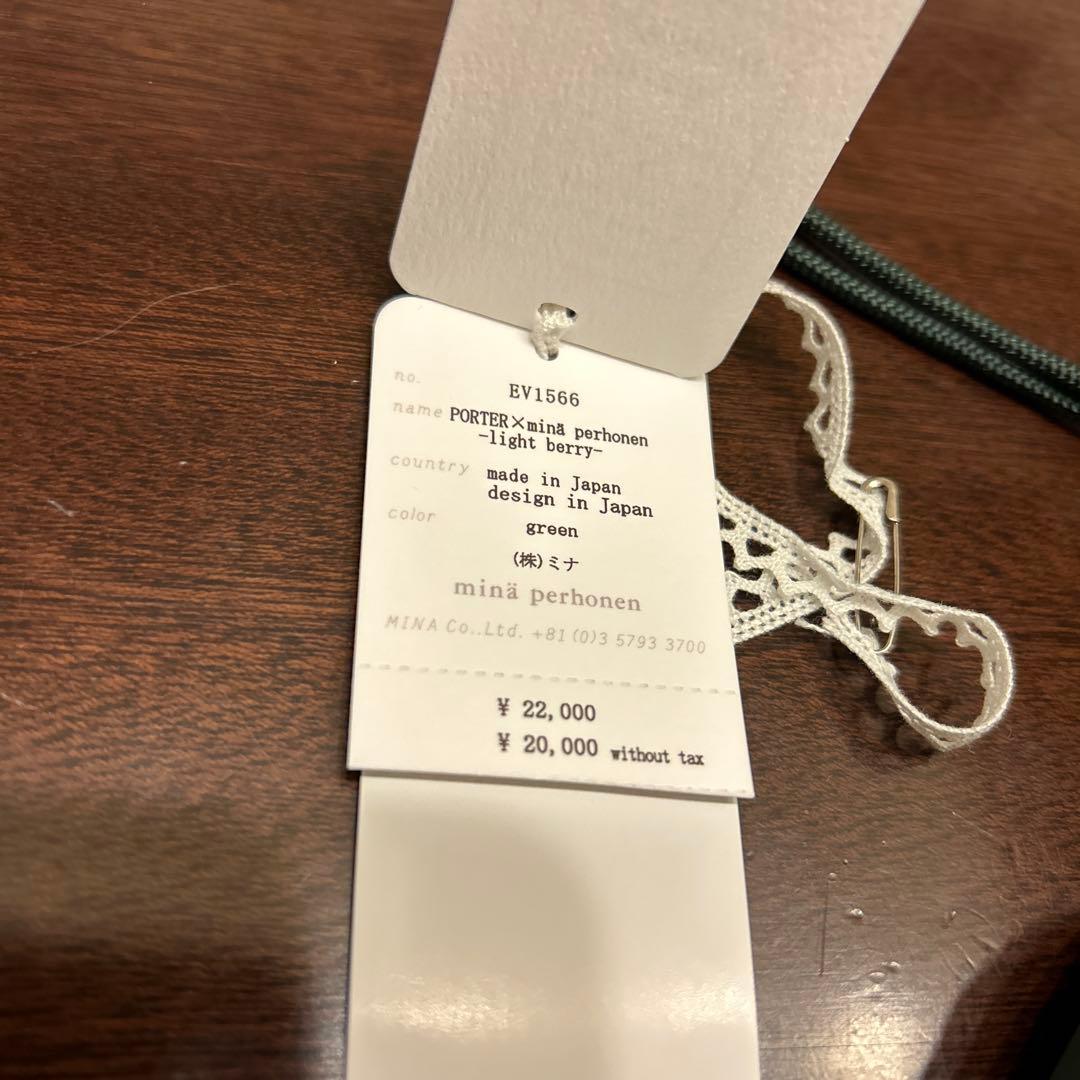 no. EV1566
name PORTER×minä perhonen
-light berry-
country made in Japan
design in Japan
color green
(株)ミナ
minä perhonen
MINA Co.,Ltd. +81 (0)3 5793 3700
¥ 22,000
¥ 20,000 without tax